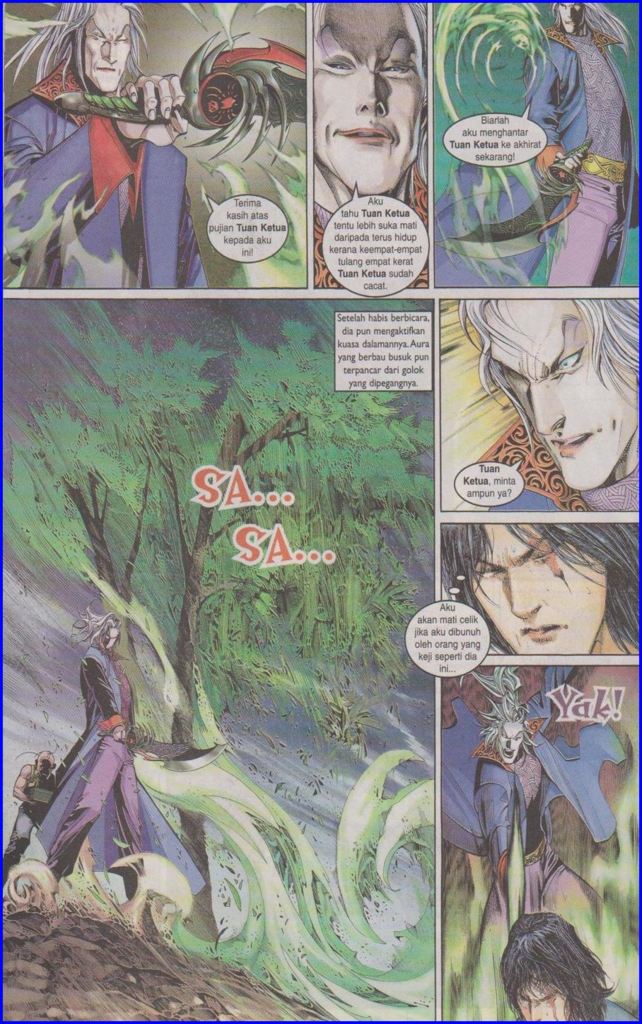 Terima
kasih atas
pujian Tuan Ketua
kepada aku
ini!
Aku
tahu Tuan Ketua
tentu lebih suka mati
daripada terus hidup
kerana keempat-empat
tulang empat kerat
Tuan Ketua sudah
cacat.
Biarlah
aku menghantar
Tuan Ketua ke akhirat
sekarang!
Setelah habis berbicara,
dia pun mengaktifkan
kuasa dalamannya. Aura
yang berbau busuk pun
terpancar dari golok
yang dipegangnya.
SA...
SA...
Tuan
Ketua, minta
ampun ya?
Aku
akan mati celik
jika aku dibunuh
oleh orang yang
keji seperti dia
ini...
Yak!